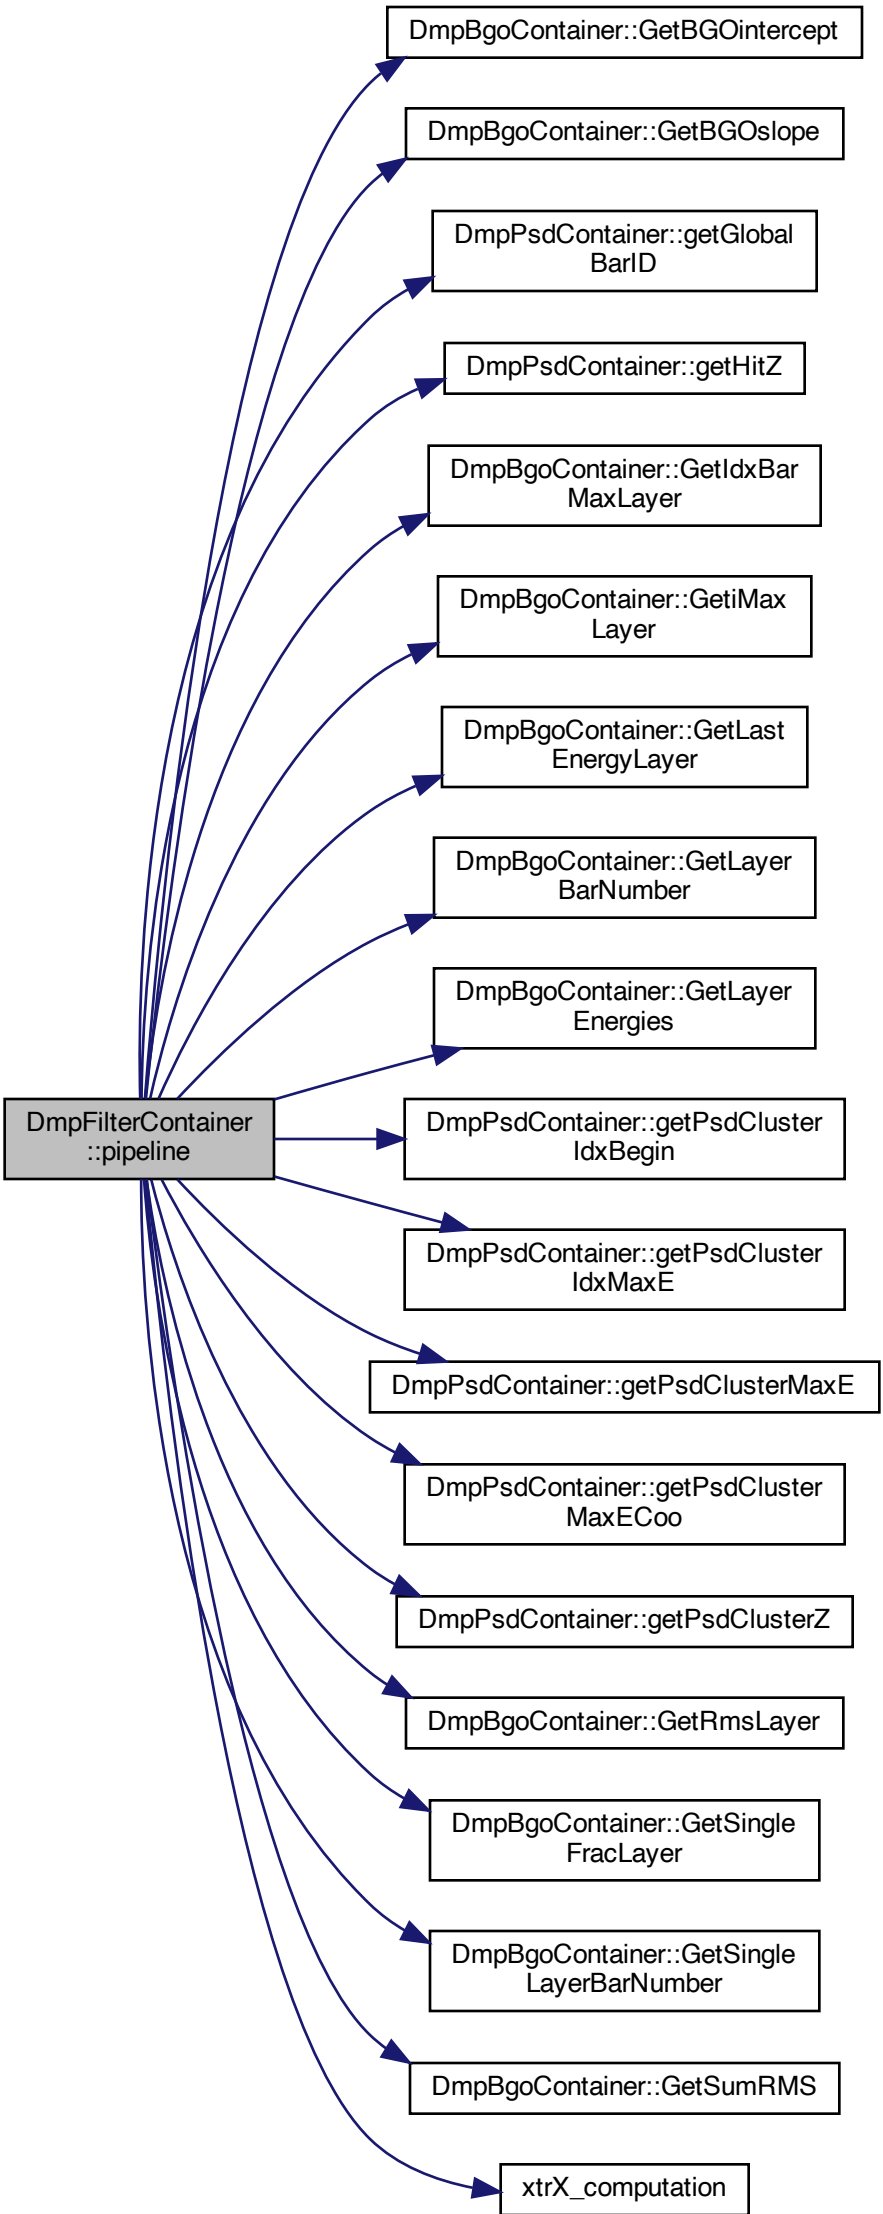 DmpBgoContainer::GetBGOintercept
DmpBgoContainer::GetBGOslope
DmpPsdContainer::getGlobal
BarID
DmpPsdContainer::getHitZ
DmpBgoContainer::GetIdxBar
MaxLayer
DmpBgoContainer::GetiMax
Layer
DmpBgoContainer::GetLast
EnergyLayer
DmpBgoContainer::GetLayer
BarNumber
DmpBgoContainer::GetLayer
Energies
DmpFilterContainer
::pipeline
DmpPsdContainer::getPsdCluster
IdxBegin
DmpPsdContainer::getPsdCluster
IdxMaxE
DmpPsdContainer::getPsdClusterMaxE
DmpPsdContainer::getPsdCluster
MaxECoo
DmpPsdContainer::getPsdClusterZ
DmpBgoContainer::GetRmsLayer
DmpBgoContainer::GetSingle
FracLayer
DmpBgoContainer::GetSingle
LayerBarNumber
DmpBgoContainer::GetSumRMS
xtrX_computation